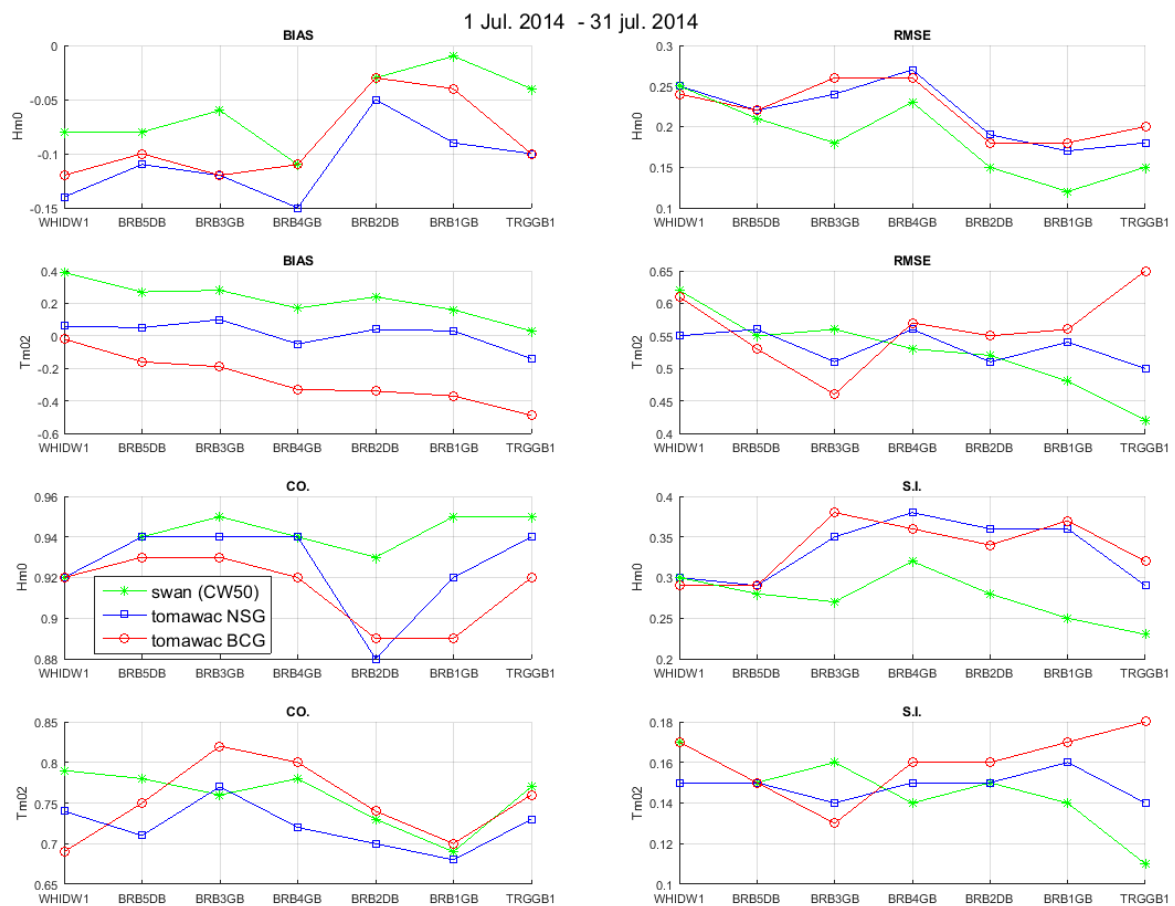 1 Jul. 2014 - 31 jul. 2014
BIAS
Hm0
0
-0.05
-0.1
-0.15
WHIDW1 BRB5DB BRB3GB BRB4GB BRB2DB BRB1GB TRGGB1
RMSE
Hm0
0.3
0.25
0.2
0.15
0.1
WHIDW1 BRB5DB BRB3GB BRB4GB BRB2DB BRB1GB TRGGB1
BIAS
Tm02
0.4
0.2
0
-0.2
-0.4
-0.6
WHIDW1 BRB5DB BRB3GB BRB4GB BRB2DB BRB1GB TRGGB1
RMSE
Tm02
0.65
0.6
0.55
0.5
0.45
0.4
WHIDW1 BRB5DB BRB3GB BRB4GB BRB2DB BRB1GB TRGGB1
CO.
Hm0
0.96
0.94
0.92
0.9
0.88
swan (CW50)
tomawac NSG
tomawac BCG
WHIDW1 BRB5DB BRB3GB BRB4GB BRB2DB BRB1GB TRGGB1
S.I.
Hm0
0.4
0.3
0.2
WHIDW1 BRB5DB BRB3GB BRB4GB BRB2DB BRB1GB TRGGB1
CO.
Tm02
0.85
0.8
0.75
0.7
0.65
WHIDW1 BRB5DB BRB3GB BRB4GB BRB2DB BRB1GB TRGGB1
S.I.
Tm02
0.18
0.16
0.14
0.12
0.1
WHIDW1 BRB5DB BRB3GB BRB4GB BRB2DB BRB1GB TRGGB1